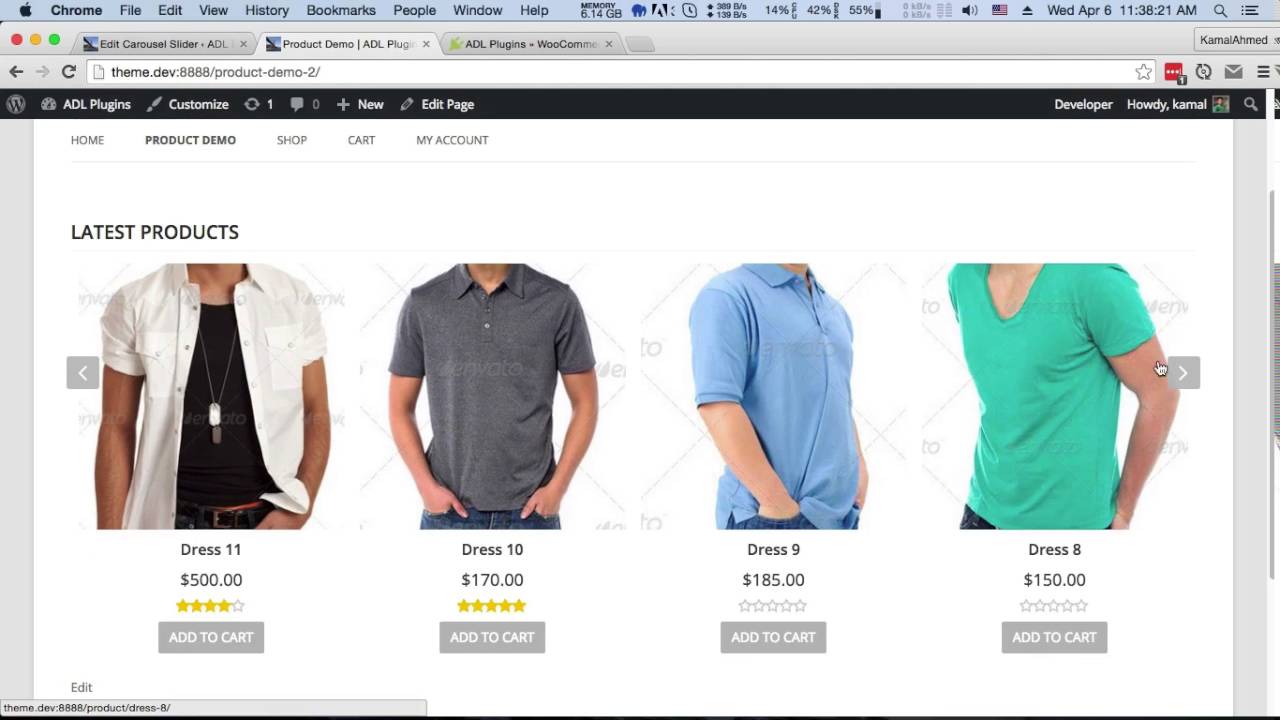 Chrome File Edit View History Bookmarks People Window Help MEMORY 6.14 GB 389 B/s 139 B/s 14% 42% 55% 0 kB/s 0 kB/s Wed Apr 6 11:38:21 AM
Edit Carousel Slider ‹ ADL Product Demo | ADL Plugin ADL Plugins » WooComme KamalAhmed
theme.dev:8888/product-demo-2/ 1
ADL Plugins Customize 1 0 New Edit Page Developer Howdy, kamal
HOME PRODUCT DEMO SHOP CART MY ACCOUNT
LATEST PRODUCTS
envato envato
Dress 11 Dress 10 Dress 9 Dress 8
$500.00 $170.00 $185.00 $150.00
ADD TO CART ADD TO CART ADD TO CART ADD TO CART
Edit
theme.dev:8888/product/dress-8/